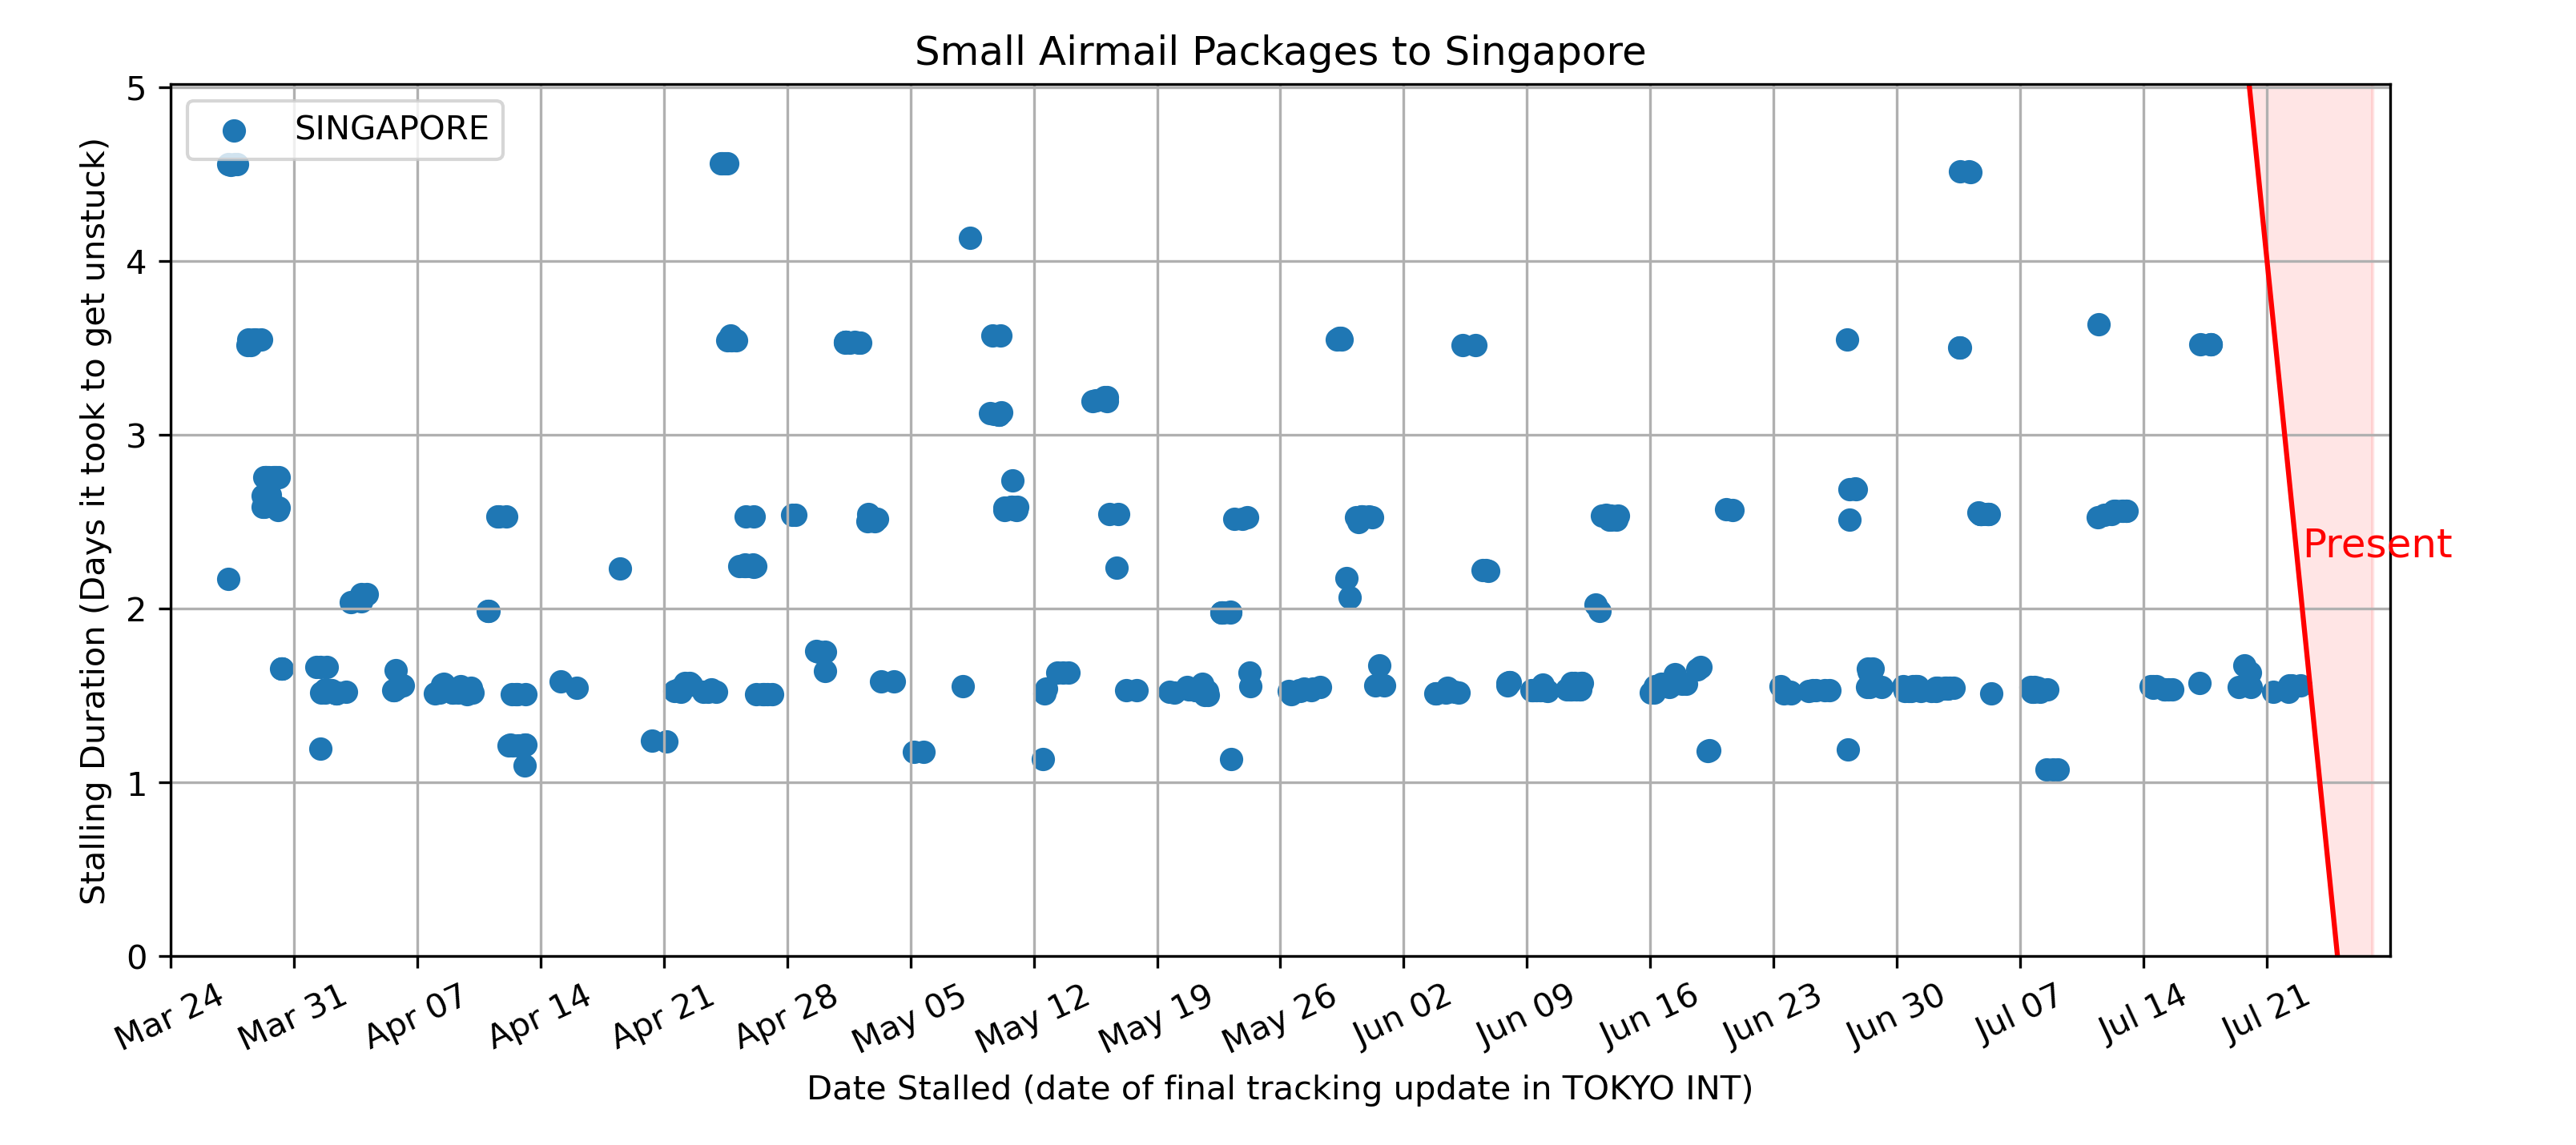 Small Airmail Packages to Singapore
SINGAPORE
Stalling Duration (Days it took to get unstuck)
5
4
3
2
1
0
Present
Mar 24
Mar 31
Apr 07
Apr 14
Apr 21
Apr 28
May 05
May 12
May 19
May 26
Jun 02
Jun 09
Jun 16
Jun 23
Jun 30
Jul 07
Jul 14
Jul 21
Date Stalled (date of final tracking update in TOKYO INT)